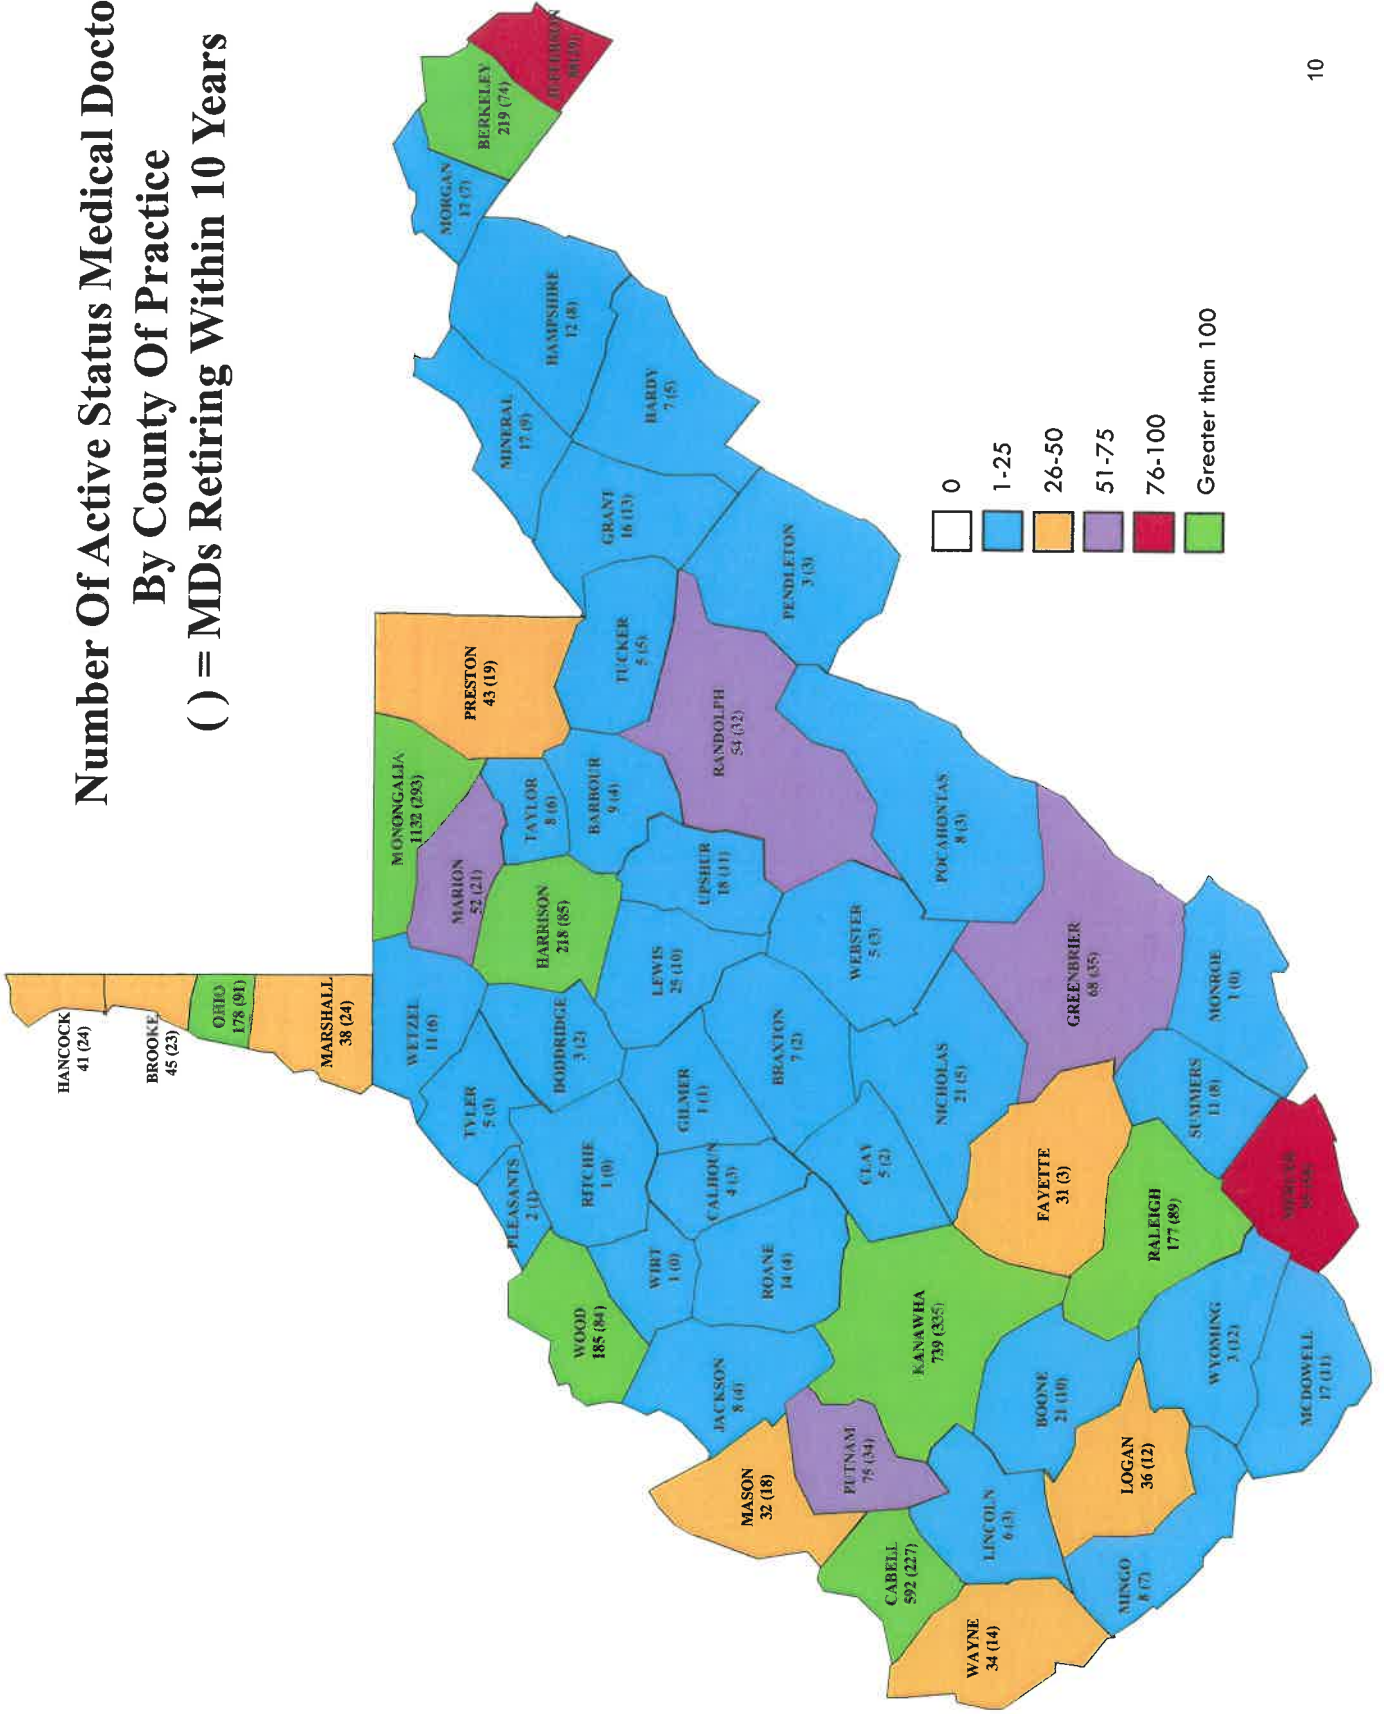 Number Of Active Status Medical Docto
By County Of Practice
( ) = MDs Retiring Within 10 Years
HANCOCK
41 (24)
BROOKE
45 (23)
OHIO
178 (91)
MARSHALL
38 (24)
WETZEL
11 (6)
MONONGALIA
1132 (293)
MARION
52 (21)
PRESTON
43 (19)
TAYLOR
8 (6)
BARBOUR
9 (4)
HARRISON
218 (85)
TYLER
5 (3)
DODDRIDGE
3 (2)
PLEASANTS
2 (1)
RITCHIE
1 (0)
WOOD
185 (84)
WIRT
1 (0)
CALHOUN
4 (3)
GILMER
1 (1)
LEWIS
25 (10)
UPSHUR
18 (11)
TUCKER
5 (5)
RANDOLPH
54 (32)
GRANT
16 (13)
MINERAL
17 (9)
HAMPSHIRE
12 (8)
HARDY
7 (5)
MORGAN
17 (7)
BERKELEY
219 (74)
JEFFERSON
PENDLETON
3 (3)
POCAHONTAS
8 (3)
WEBSTER
5 (3)
BRAXTON
7 (2)
CLAY
5 (2)
NICHOLAS
21 (5)
ROANE
14 (4)
JACKSON
8 (4)
MASON
32 (18)
PUTNAM
75 (34)
KANAWHA
739 (335)
CABELL
592 (227)
WAYNE
34 (14)
LINCOLN
6 (3)
BOONE
21 (10)
LOGAN
36 (12)
MINGO
8 (7)
FAYETTE
31 (3)
GREENBRIER
68 (35)
RALEIGH
177 (89)
SUMMERS
11 (8)
MONROE
1 (0)
MERCER
WYOMING
3 (12)
MCDOWELL
17 (11)
0
1-25
26-50
51-75
76-100
Greater than 100
10